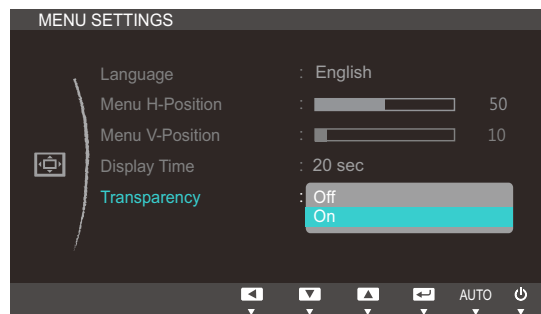 MENU SETTINGS
Language : English
Menu H-Position : 50
Menu V-Position : 10
Display Time : 20 sec
Transparency : Off
On
AUTO